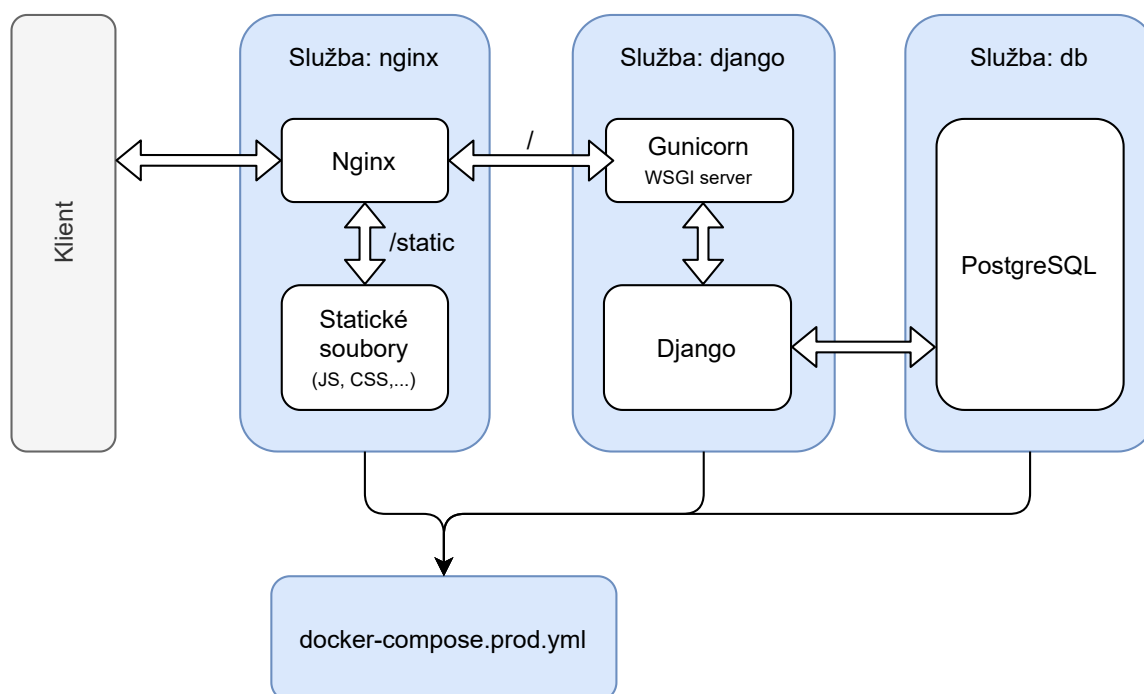 Klient
Služba: nginx
Nginx
/static
Statické
soubory
(JS, CSS,...)
/
Služba: django
Gunicorn
WSGI server
Django
Služba: db
PostgreSQL
docker-compose.prod.yml